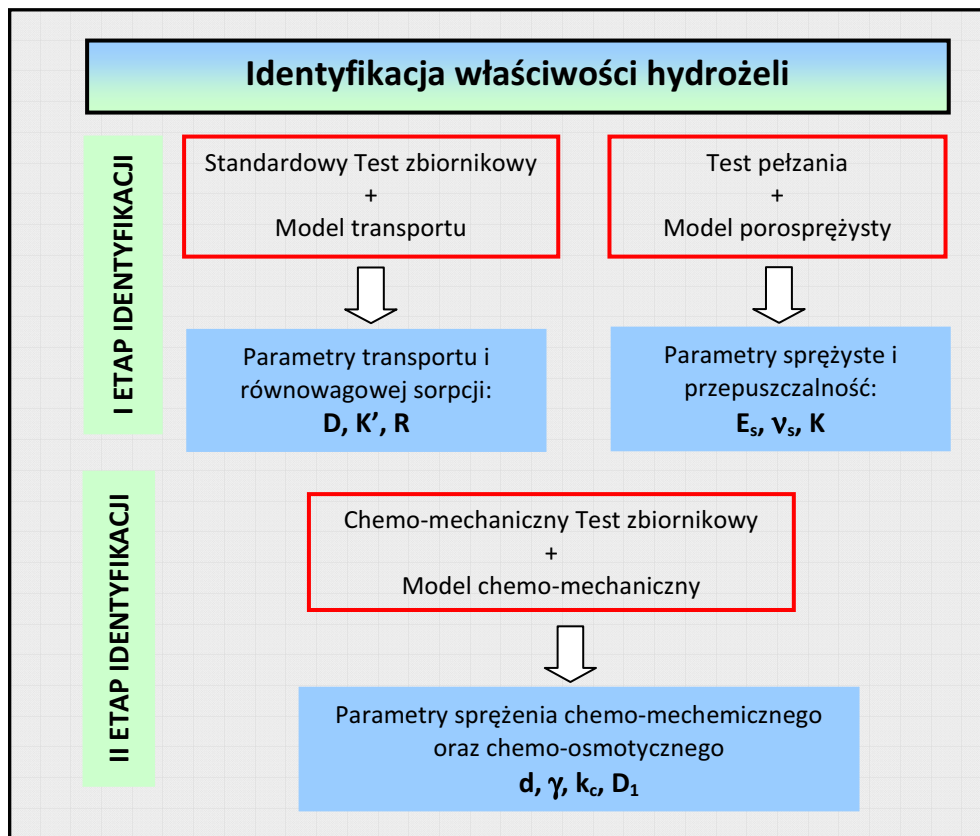 Identyfikacja właściwości hydrożeli
I ETAP IDENTYFIKACJI
Standardowy Test zbiornikowy
+
Model transportu
Test pełzania
+
Model porosprężysty
Parametry transportu i
równowagowej sorpcji:
D, K’, R
Parametry sprężyste i
przepuszczalność:
Eₛ, νₛ, K
II ETAP IDENTYFIKACJI
Chemo-mechaniczny Test zbiornikowy
+
Model chemo-mechaniczny
Parametry sprężenia chemo-mechemicznego
oraz chemo-osmotycznego
d, γ, k_c, D₁